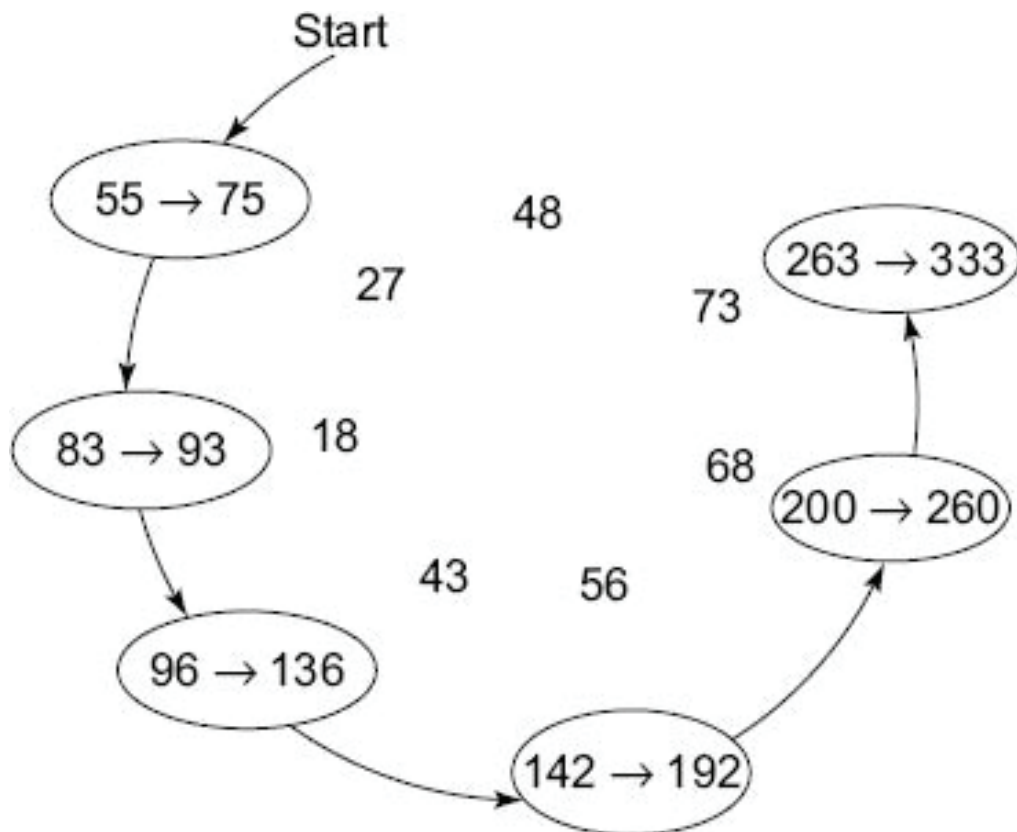 Start
55 → 75
48
263 → 333
27
73
83 → 93
18
68
200 → 260
43
56
96 → 136
142 → 192